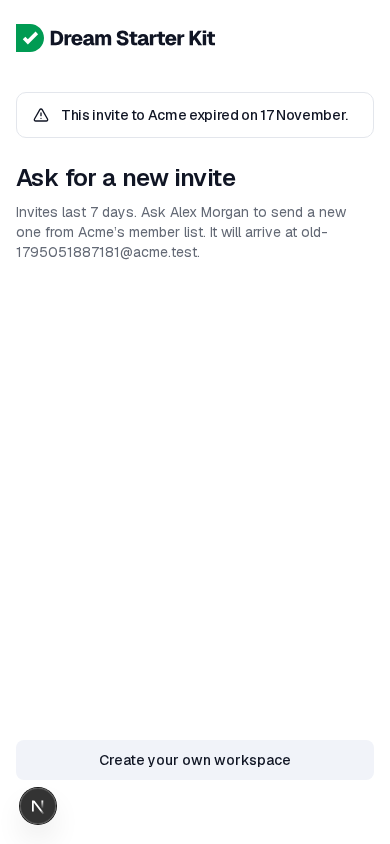 Dream Starter Kit
This invite to Acme expired on 17 November.
Ask for a new invite
Invites last 7 days. Ask Alex Morgan to send a new
one from Acme’s member list. It will arrive at old-
1795051887181@acme.test.
Create your own workspace
N